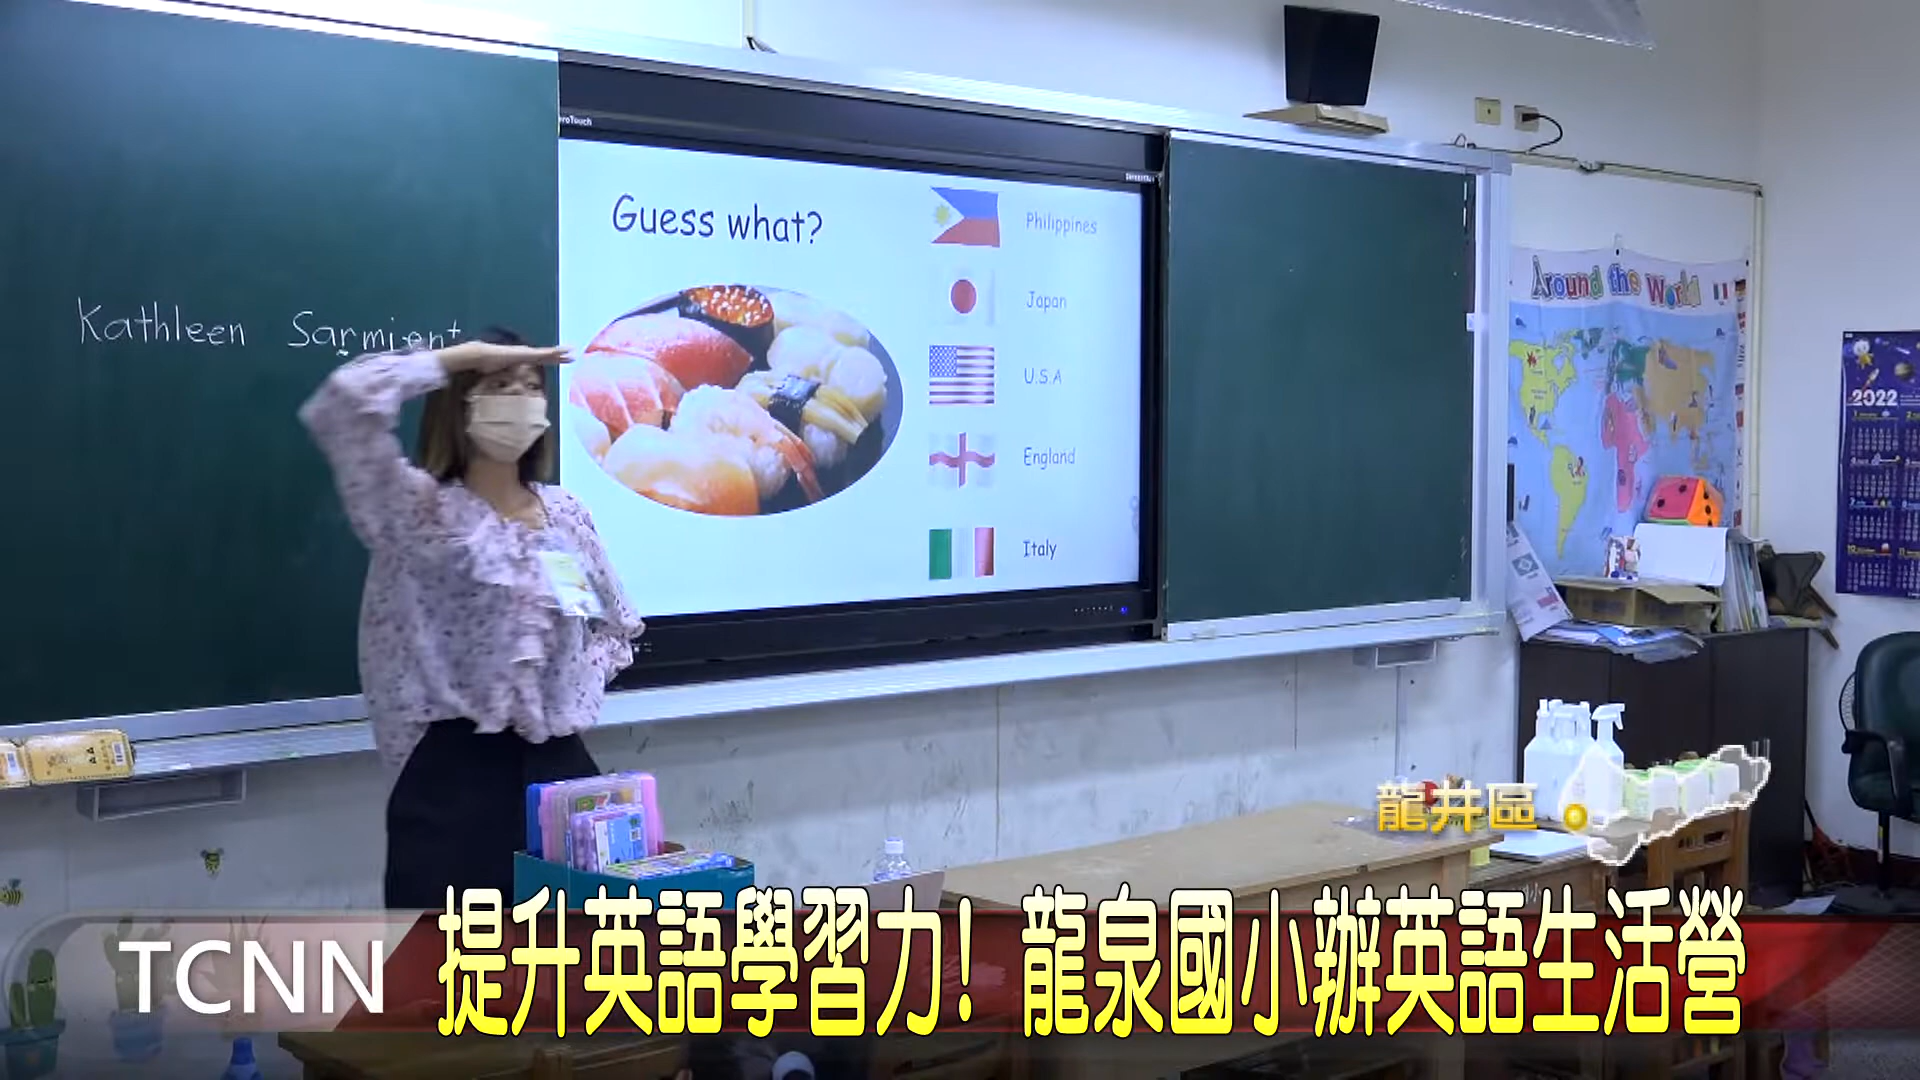 Guess what?
Philippines
Japan
U.S.A
England
Italy
Kathleen Sarmient
Around the World
2022
龍井區
TCNN
提升英語學習力! 龍泉國小辦英語生活營